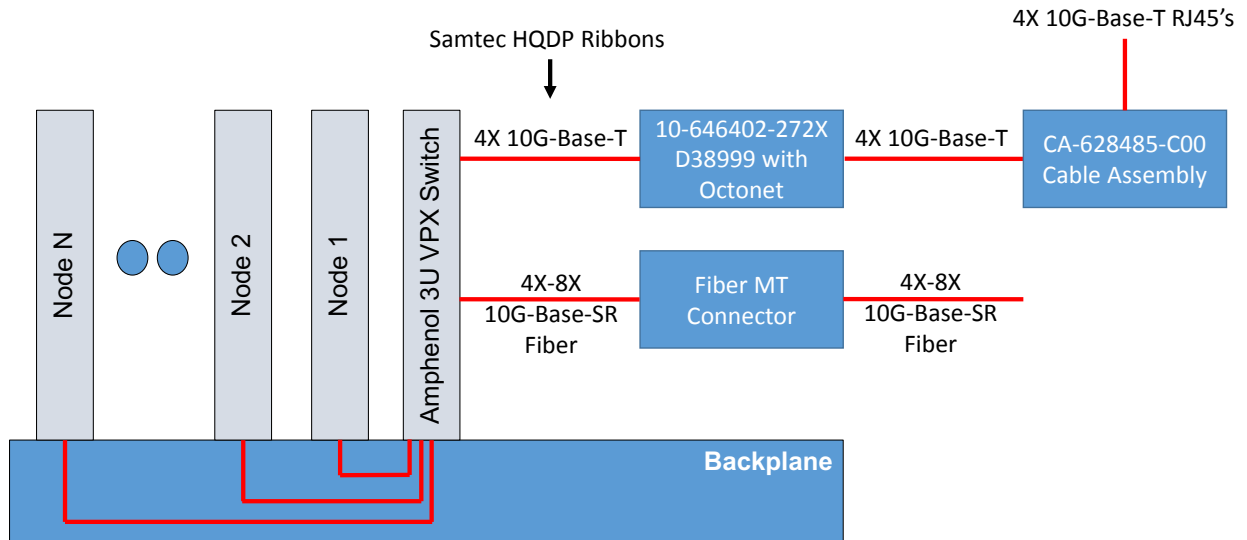 4X 10G-Base-T RJ45’s
Samtec HQDP Ribbons
4X 10G-Base-T
10-646402-272X
D38999 with
Octonet
4X 10G-Base-T
CA-628485-C00
Cable Assembly
Node N
Node 2
Node 1
Amphenol 3U VPX Switch
4X-8X
10G-Base-SR
Fiber
Fiber MT
Connector
4X-8X
10G-Base-SR
Fiber
Backplane